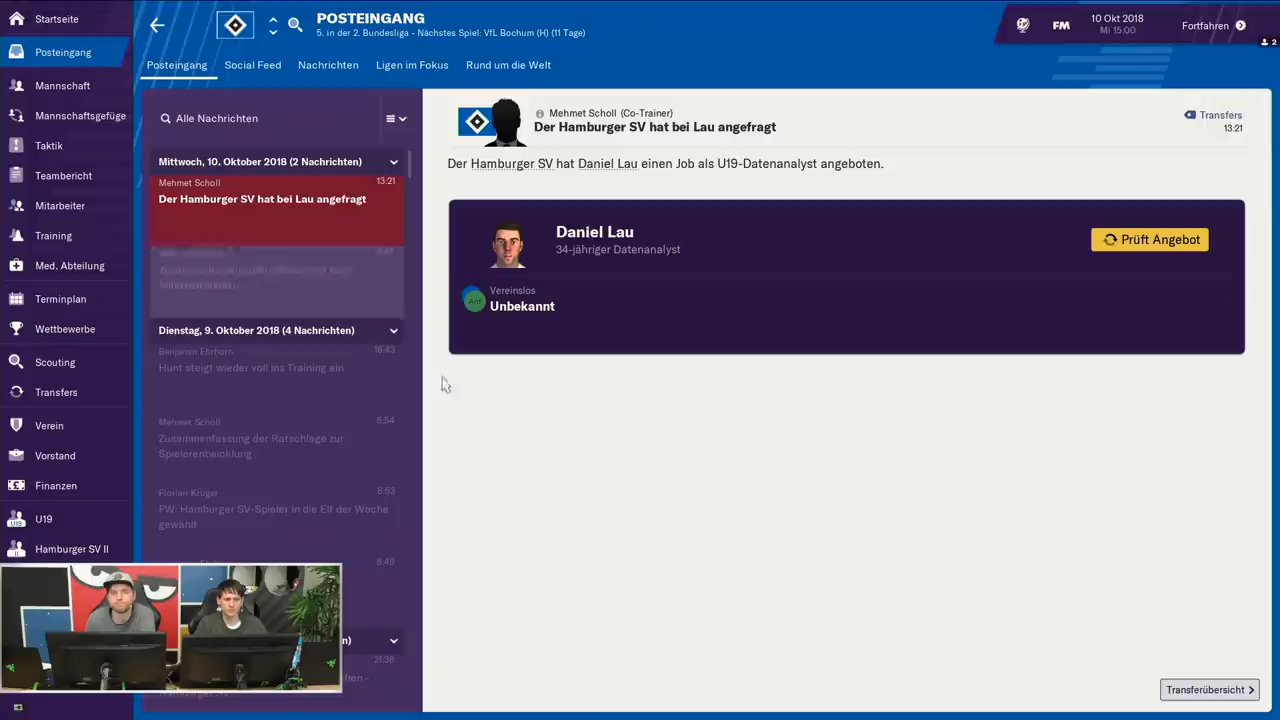 Startseite
Posteingang
Mannschaft
Mannschaftsgefüge
Taktik
Teambericht
Mitarbeiter
Training
Med. Abteilung
Terminplan
Wettbewerbe
Scouting
Transfers
Verein
Vorstand
Finanzen
U19
U19
Hamburger SV II
POSTEINGANG
5. in der 2. Bundesliga - Nächstes Spiel: VfL Bochum (H) (11 Tage)
FM
10 Okt 2018
Mi 15:00
Fortfahren
2
Posteingang
Social Feed
Nachrichten
Ligen im Fokus
Rund um die Welt
Alle Nachrichten
Mittwoch, 10. Oktober 2018 (2 Nachrichten)
Mehmet Scholl
13:21
Der Hamburger SV hat bei Lau angefragt
Dienstag, 9. Oktober 2018 (4 Nachrichten)
Benjamin Ehrhorn
16:43
Hunt steigt wieder voll ins Training ein
Mehmet Scholl
8:54
Zusammenfassung der Ratschläge zur
Spielerentwicklung
Florian Krugar
8:53
FW: Hamburger SV-Spieler in die Elf der Woche
gewählt
8:49
21:38
Mehmet Scholl (Co-Trainer)
Der Hamburger SV hat bei Lau angefragt
Transfers
13:21
Der Hamburger SV hat Daniel Lau einen Job als U19-Datenanalyst angeboten.
Daniel Lau
34-jähriger Datenanalyst
Prüft Angebot
Vereinslos
Unbekannt
Transferübersicht